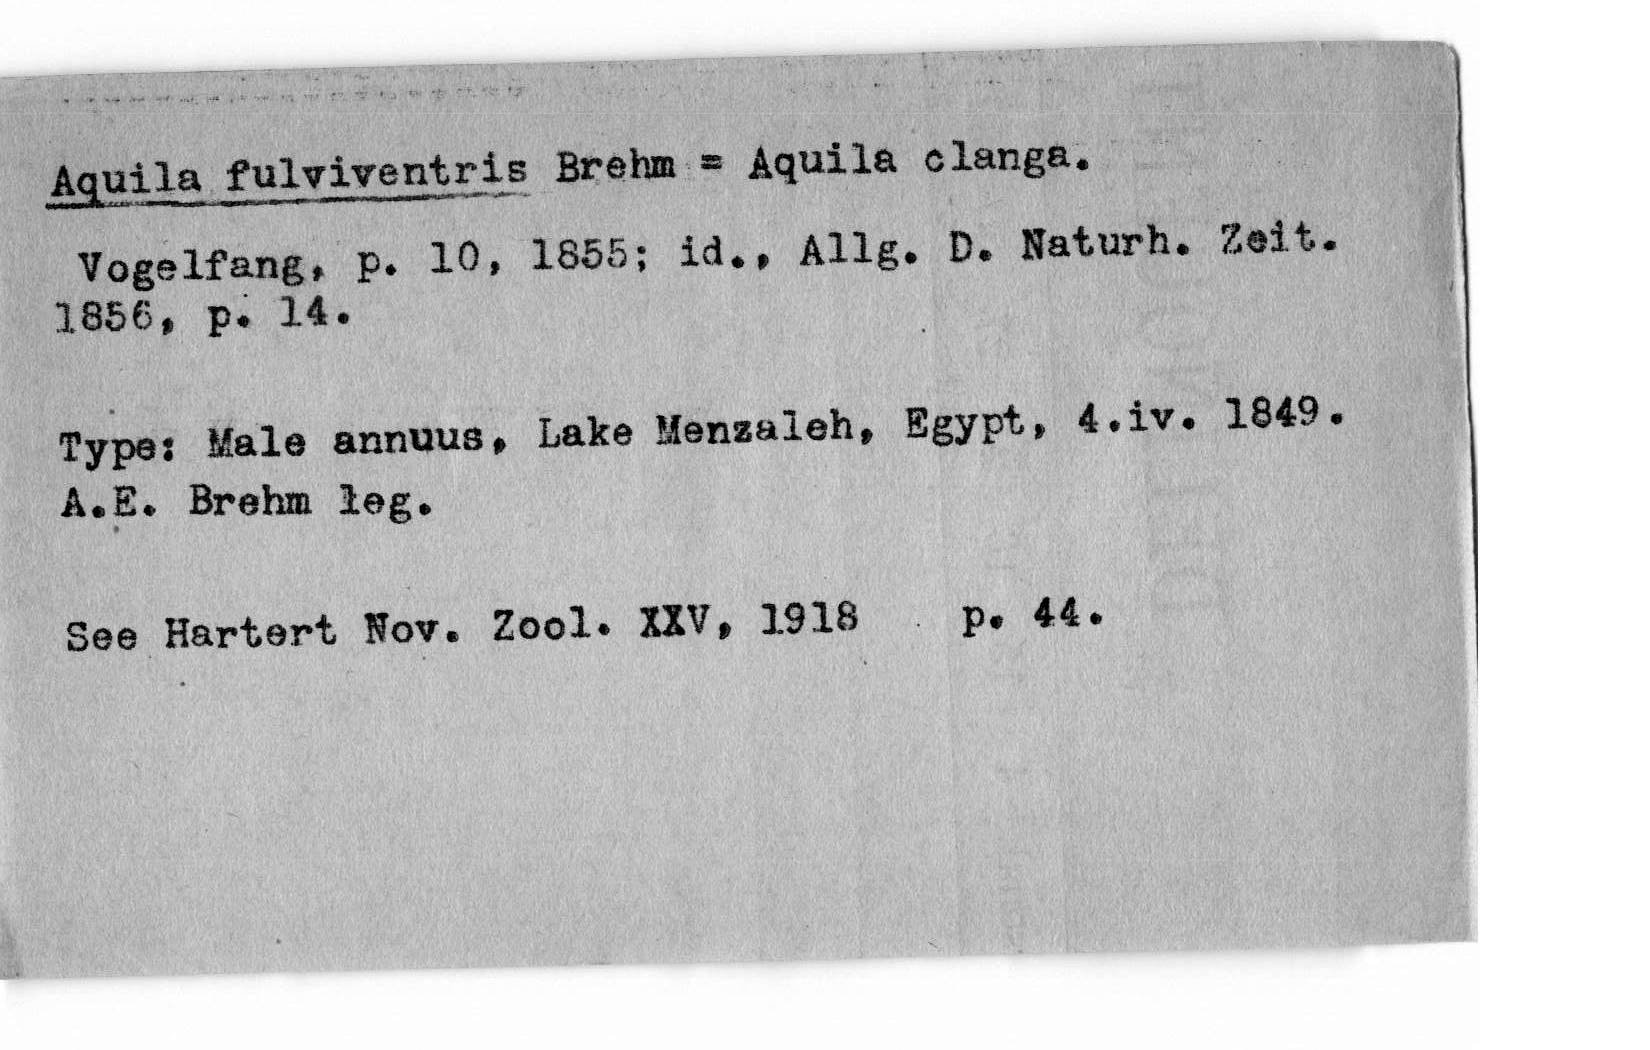 Aquila fulviventris Brehm = Aquila clanga.
Vogelfang, p. 10, 1855; id., Allg. D. Naturh. Zeit.
1856, p. 14.
Type: Male annuus, Lake Menzaleh, Egypt, 4.iv. 1849.
A.E. Brehm leg.
See Hartert Nov. Zool. XXV, 1918 p. 44.